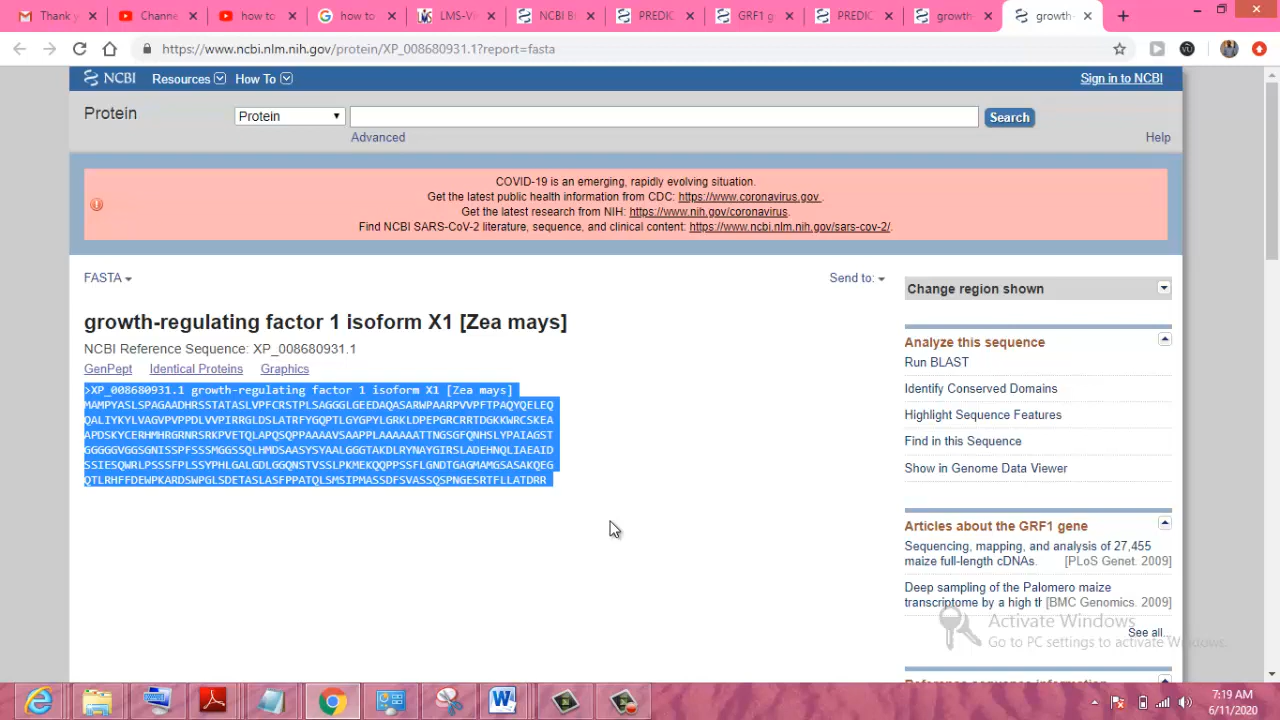 Thank y
Channe
how to
how to
LMS-V
NCBI B
PREDIC
GRF1 g
PREDIC
growth-
growth-
https://www.ncbi.nlm.nih.gov/protein/XP_008680931.1?report=fasta
NCBI Resources How To Sign in to NCBI
Protein Protein Search
Advanced Help
COVID-19 is an emerging, rapidly evolving situation.
Get the latest public health information from CDC: https://www.coronavirus.gov .
Get the latest research from NIH: https://www.nih.gov/coronavirus.
Find NCBI SARS-CoV-2 literature, sequence, and clinical content: https://www.ncbi.nlm.nih.gov/sars-cov-2/.
FASTA Send to:
growth-regulating factor 1 isoform X1 [Zea mays]
NCBI Reference Sequence: XP_008680931.1
GenPept Identical Proteins Graphics
>XP_008680931.1 growth-regulating factor 1 isoform X1 [Zea mays]
MAMPYASLSPAGAADHRSSTATASLVPFCRSTPLSAGGGLGEEDAQASARWPAARPVVPFTPAQYQELEQ
QALIYKYLVAGVPVPPDLVVPIRRGLDSLATRFYGQPTLGYGPYLGRKLDPEPGRCRRTDGKKWRCSKEA
APDSKYCERHMHRGRNRSRKPVETQLAPQSQPPAAAAVSAAPPLAAAAAATTNGSGFQNHSLYPAIAGST
GGGGGVGGSGNISSPFSSSMGGSSQLHMDSAASYSYAALGGGTAKDLRYNAYGIRSLADEHNQLIAEAID
SSIESQWRLPSSSFPLSSYPHLGALGDLGGQNSTVSSLPKMEKQQPPSSFLGNDTGAGMAMGSASAKQEG
QTLRHFFDEWPKARDSWPGLSDETASLASFPPATQLSMSIPMASSDFSVASSQSPNGESRTFLLATDRR
Change region shown
Analyze this sequence
Run BLAST
Identify Conserved Domains
Highlight Sequence Features
Find in this Sequence
Show in Genome Data Viewer
Articles about the GRF1 gene
Sequencing, mapping, and analysis of 27,455
maize full-length cDNAs. [PLoS Genet. 2009]
Deep sampling of the Palomero maize
transcriptome by a high th [BMC Genomics. 2009]
See all...
Activate Windows
Go to PC settings to activate Windows.
Reference sequence information
7:19 AM
6/11/2020